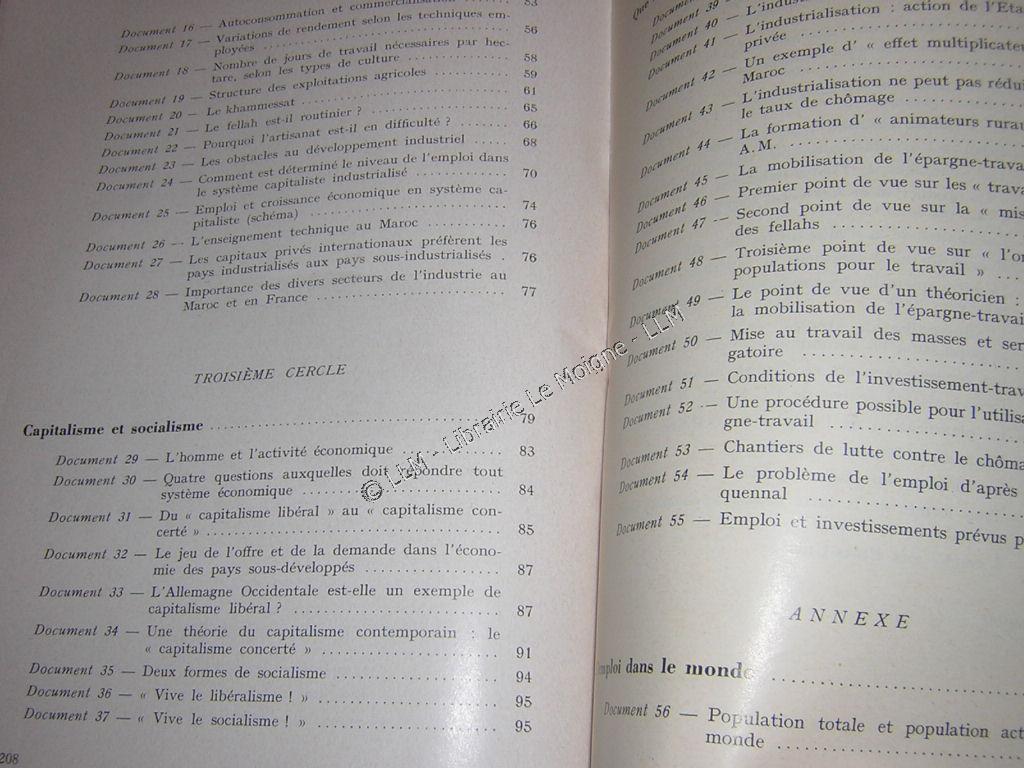 Document 16 — Autoconsommation et commercialisation . 53
Document 17 — Variations de rendement selon les techniques em-
ployées . . . . . . . . . . . . . . . . . . . . 56
Document 18 — Nombre de jours de travail nécessaires par hec-
tare, selon les types de culture . . . . . . . . . . 58
Document 19 — Structure des exploitations agricoles . . . . . . 59
Document 20 — Le khammessat . . . . . . . . . . . . . . . . 61
Document 21 — Le fellah est-il routinier ? . . . . . . . . . . . . 65
Document 22 — Pourquoi l'artisanat est-il en difficulté ? . . . . . . 66
Document 23 — Les obstacles au développement industriel . . . . . 68
Document 24 — Comment est déterminé le niveau de l'emploi dans
le système capitaliste industrialisé . . . . . . . . . . 70
Document 25 — Emploi et croissance économique en système ca-
pitaliste (schéma) . . . . . . . . . . . . . . . . 74
Document 26 — L'enseignement technique au Maroc . . . . . . . . 76
Document 27 — Les capitaux privés internationaux préfèrent les
pays industrialisés aux pays sous-industrialisés . 76
Document 28 — Importance des divers secteurs de l'industrie au
Maroc et en France . . . . . . . . . . . . . . . . 77
TROISIÈME CERCLE
Capitalisme et socialisme . . . . . . . . . . . . . . . . . . . . 79
Document 29 — L'homme et l'activité économique . . . . . . . . 83
Document 30 — Quatre questions auxquelles doit répondre tout
système économique . . . . . . . . . . . . . . . . 84
Document 31 — Du « capitalisme libéral » au « capitalisme con-
certé » . . . . . . . . . . . . . . . . . . . . . . . . 85
Document 32 — Le jeu de l'offre et de la demande dans l'écono-
mie des pays sous-développés . . . . . . . . . . . . 87
Document 33 — L'Allemagne Occidentale est-elle un exemple de
capitalisme libéral ? . . . . . . . . . . . . . . . . . . 87
Document 34 — Une théorie du capitalisme contemporain : le
« capitalisme concerté » . . . . . . . . . . . . . . . . 91
Document 35 — Deux formes de socialisme . . . . . . . . . . . . 94
Document 36 — « Vive le libéralisme ! » . . . . . . . . . . . . . . 95
Document 37 — « Vive le socialisme ! » . . . . . . . . . . . . . . 95
208
Que
Document 39
Document 40 — L'indus
Document 41 — L'industrialisation : action de l'Eta
privée . . . . . . . . . . . .
Document 42 — Un exemple d' « effet multiplicateu
Maroc . . . . . . . . . . . .
Document 43 — L'industrialisation ne peut pas rédui
le taux de chômage . . . . . . . .
Document 44 — La formation d' « animateurs rurau
A. M. . . . . . . . . . . . . . .
Document 45 — La mobilisation de l'épargne-trava
Document 46 — Premier point de vue sur les « trava
Document 47 — Second point de vue sur la « mis
des fellahs . . . . . . . . . . . .
Document 48 — Troisième point de vue sur « l'or
populations pour le travail » . . . .
Document 49 — Le point de vue d'un théoricien :
la mobilisation de l'épargne-travai
Document 50 — Mise au travail des masses et ser
gatoire . . . . . . . . . . . . . .
Document 51 — Conditions de l'investissement-trav
Document 52 — Une procédure possible pour l'utilisa
gne-travail . . . . . . . . . . . .
Document 53 — Chantiers de lutte contre le chôma
Document 54 — Le problème de l'emploi d'après
quennal . . . . . . . . . . . . . .
Document 55 — Emploi et investissements prévus p
ANNEXE
emploi dans le monde . . . . . . . . . . . .
Document 56 — Population totale et population act
monde . . . . . . . . . . . . . .
© LLM - Librairie Le Moigne - LLM